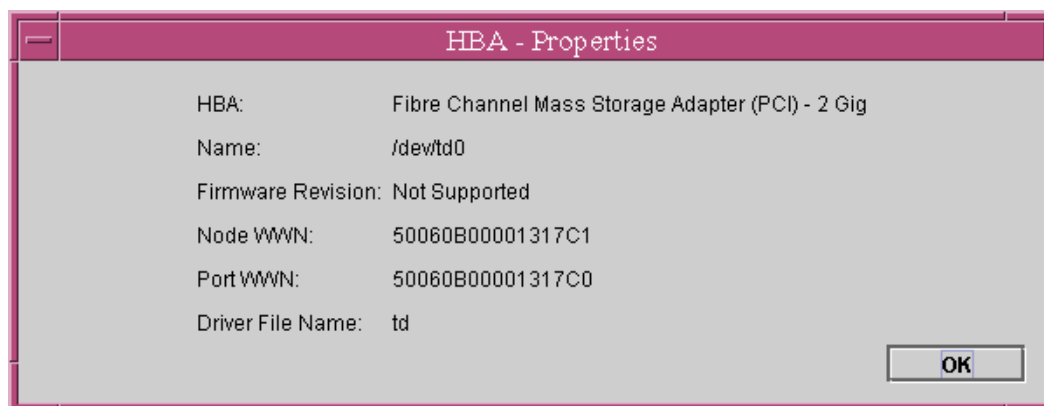 HBA - Properties
HBA: Fibre Channel Mass Storage Adapter (PCI) - 2 Gig
Name: /dev/td0
Firmware Revision: Not Supported
Node WWN: 50060B00001317C1
Port WWN: 50060B00001317C0
Driver File Name: td
OK